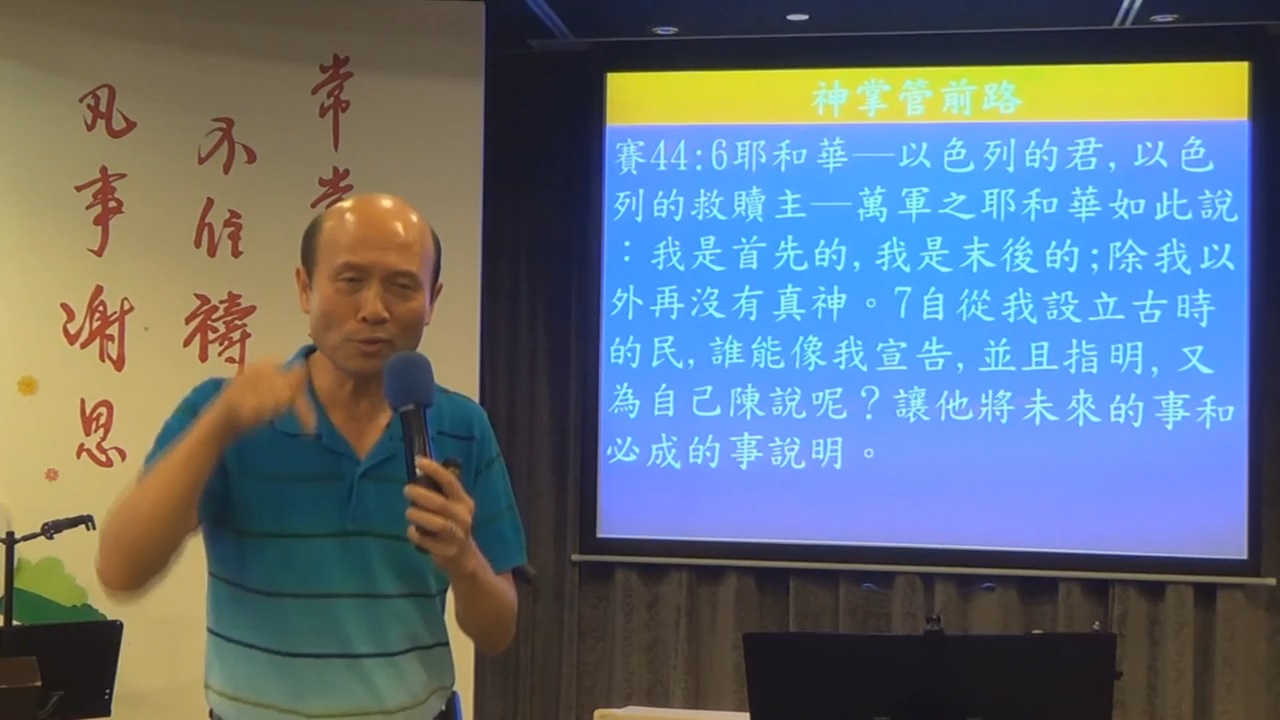 常常
不住禱
凡事謝恩
神掌管前路
賽44:6耶和華—以色列的君,以色
列的救贖主—萬軍之耶和華如此說
：我是首先的,我是末後的;除我以
外再沒有真神。7自從我設立古時
的民,誰能像我宣告,並且指明,又
為自己陳說呢？讓他將未來的事和
必成的事說明。